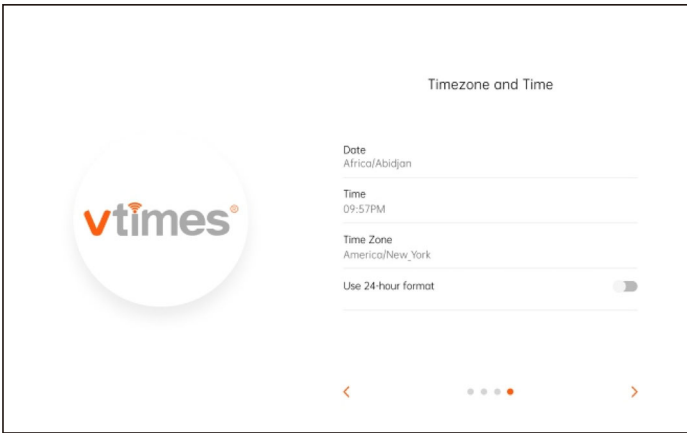 vtimes
Timezone and Time
Date
Africa/Abidjan
Time
09:57PM
Time Zone
America/New_York
Use 24-hour format